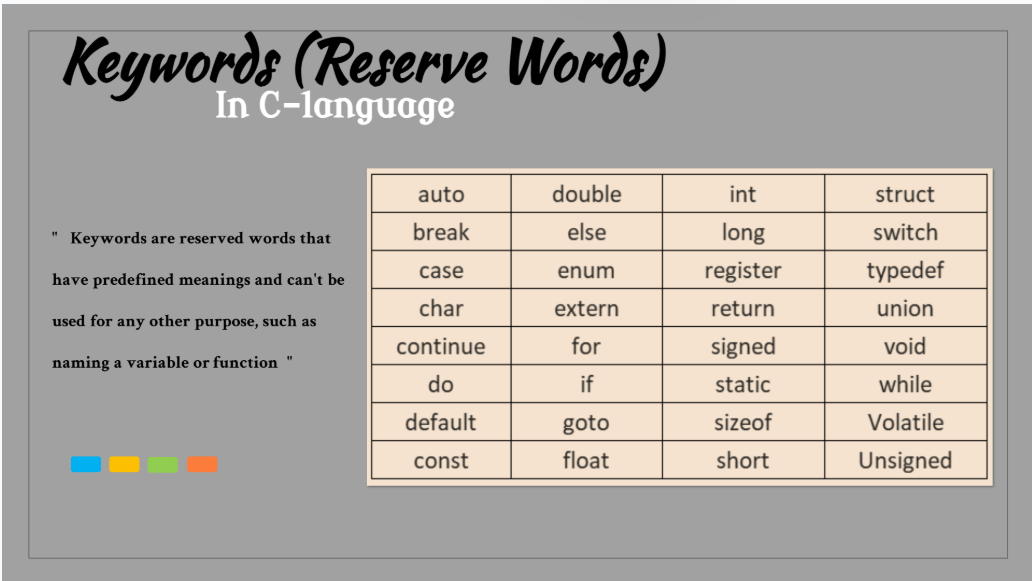 Keywords (Reserve Words)
In C-language
" Keywords are reserved words that
have predefined meanings and can't be
used for any other purpose, such as
naming a variable or function "
auto double int struct
break else long switch
case enum register typedef
char extern return union
continue for signed void
do if static while
default goto sizeof Volatile
const float short Unsigned